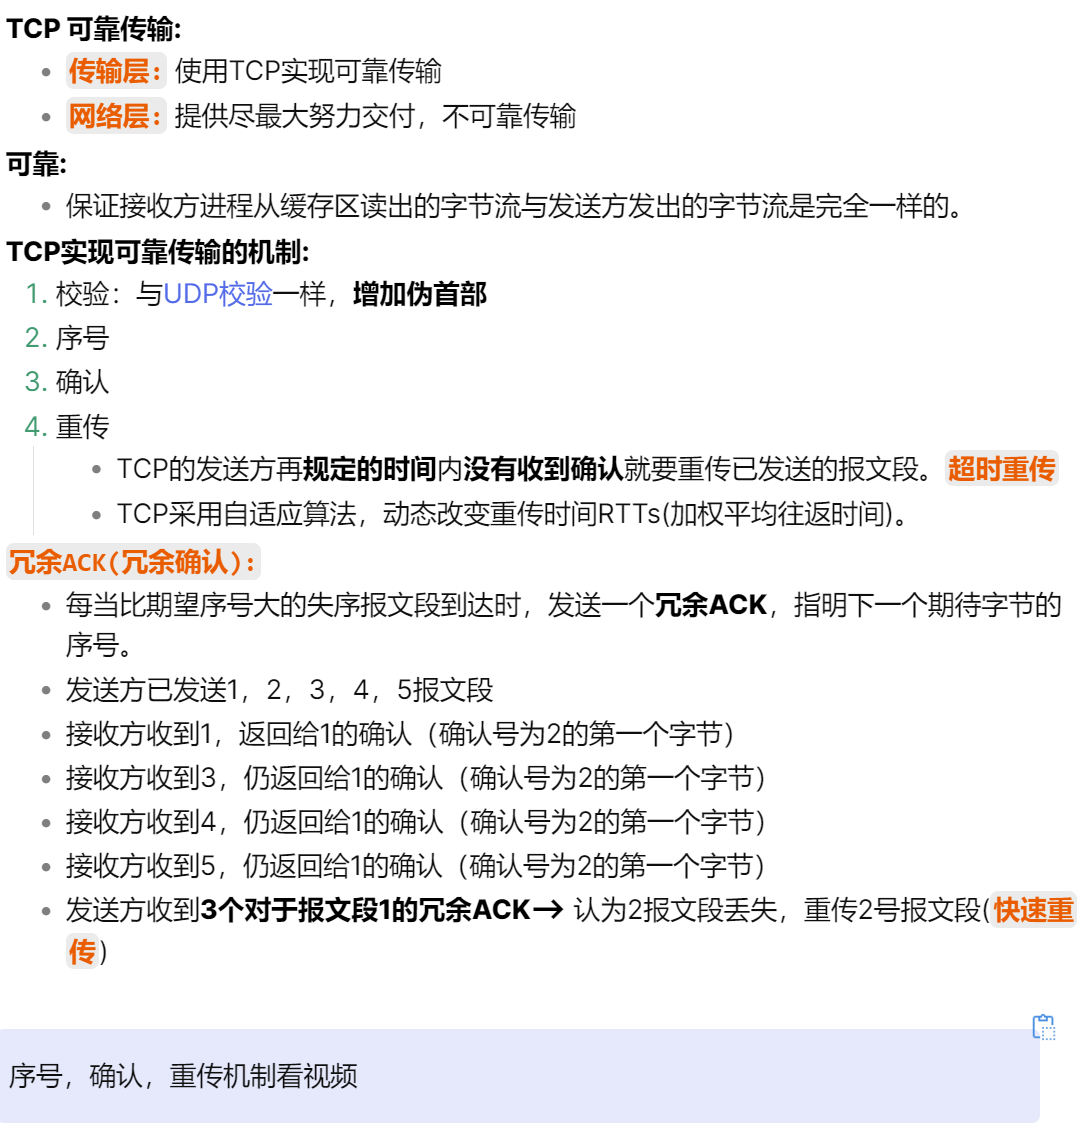 TCP 可靠传输:
传输层：使用TCP实现可靠传输
网络层：提供尽最大努力交付，不可靠传输
可靠:
保证接收方进程从缓存区读出的字节流与发送方发出的字节流是完全一样的。
TCP实现可靠传输的机制:
1. 校验：与UDP校验一样，增加伪首部
2. 序号
3. 确认
4. 重传
TCP的发送方再规定的时间内没有收到确认就要重传已发送的报文段。超时重传
TCP采用自适应算法，动态改变重传时间RTTs(加权平均往返时间)。
冗余ACK(冗余确认)：
每当比期望序号大的失序报文段到达时，发送一个冗余ACK，指明下一个期待字节的
序号。
发送方已发送1，2，3，4，5报文段
接收方收到1，返回给1的确认（确认号为2的第一个字节）
接收方收到3，仍返回给1的确认（确认号为2的第一个字节）
接收方收到4，仍返回给1的确认（确认号为2的第一个字节）
接收方收到5，仍返回给1的确认（确认号为2的第一个字节）
发送方收到3个对于报文段1的冗余ACK--> 认为2报文段丢失，重传2号报文段(快速重
传)
序号，确认，重传机制看视频